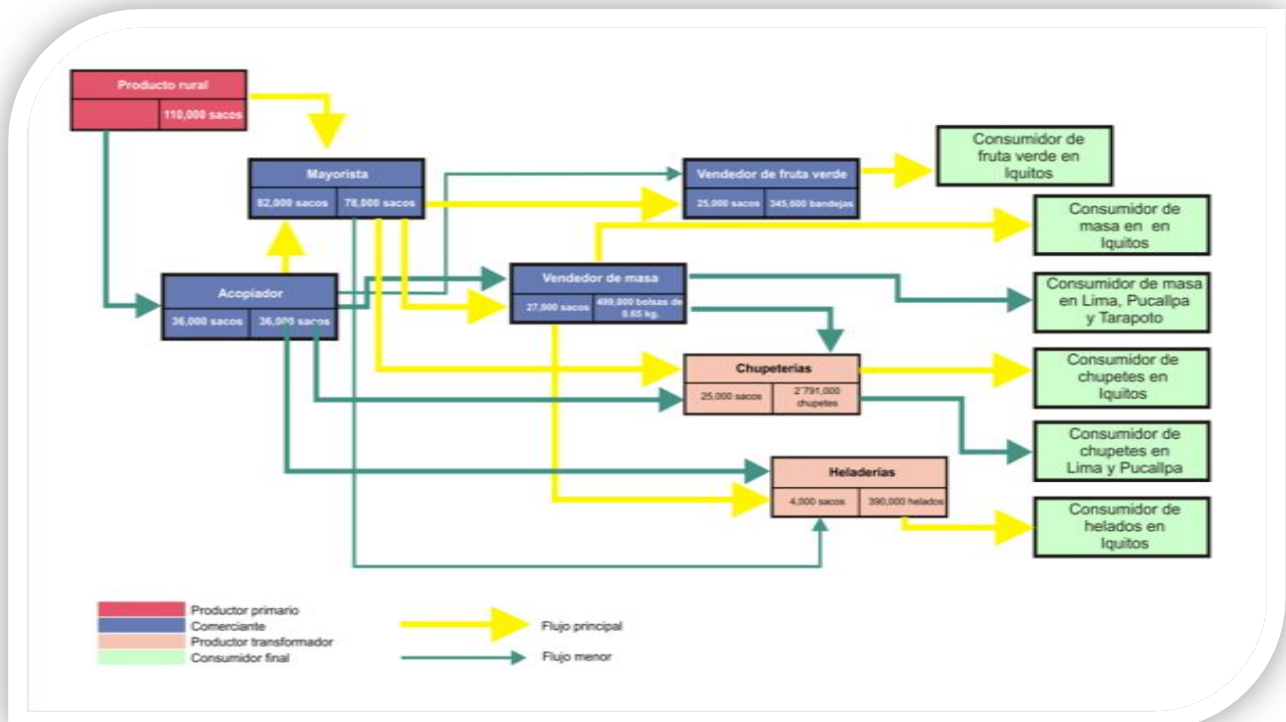 Producto rural
110,000 sacos
Mayorista
82,000 sacos
78,000 sacos
Acopiador
36,000 sacos
36,000 sacos
Vendedor de fruta verde
25,000 sacos
345,600 bandejas
Vendedor de masa
27,000 sacos
499,000 bolsas de
0.65 kg.
Chupeterías
25,000 sacos
2´791,000
chupetes
Heladerías
4,000 sacos
390,000 helados
Consumidor de
fruta verde en
Iquitos
Consumidor de
masa en en
Iquitos
Consumidor de masa
en Lima, Pucallpa
y Tarapoto
Consumidor de
chupetes en
Iquitos
Consumidor de
chupetes en
Lima y Pucallpa
Consumidor de
helados en
Iquitos
Productor primario
Comerciante
Productor transformador
Consumidor final
Flujo principal
Flujo menor